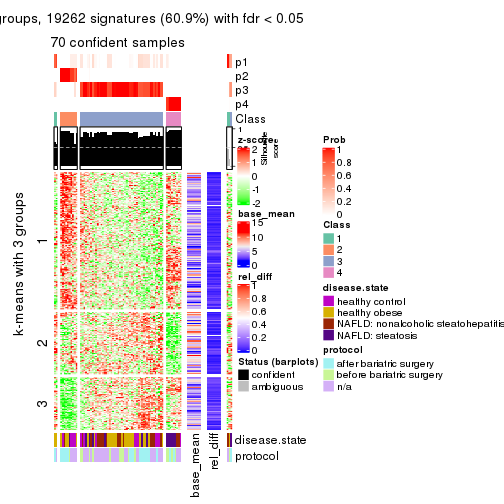 groups, 19262 signatures (60.9%) with fdr < 0.05
70 confident samples
p1
p2
p3
p4
Class
1
Silhouette score
k-means with 3 groups
1
2
3
disease.state
protocol
base_mean
rel_diff
z-score
2
1
0
-1
-2
base_mean
15
10
5
0
rel_diff
1
0.8
0.6
0.4
0.2
0
Status (barplots)
confident
ambiguous
Prob
1
0.8
0.6
0.4
0.2
0
Class
1
2
3
4
disease.state
healthy control
healthy obese
NAFLD: nonalcoholic steatohepatitis
NAFLD: steatosis
protocol
after bariatric surgery
before bariatric surgery
n/a